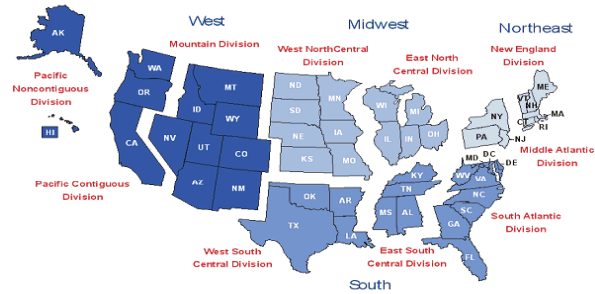 West
Midwest
Northeast
Mountain Division
West NorthCentral
Division
East North
Central Division
New England
Division
Pacific
Noncontiguous
Division
Middle Atlantic
Division
Pacific Contiguous
Division
West South
Central Division
East South
Central Division
South Atlantic
Division
South
AK
HI
WA
OR
CA
MT
ID
WY
NV
UT
CO
AZ
NM
ND
SD
NE
KS
MN
IA
MO
WI
MI
IL
IN
OH
ME
VT
NH
MA
RI
CT
NY
PA
NJ
MD
DC
DE
WV
VA
NC
SC
GA
FL
KY
TN
MS
AL
OK
AR
TX
LA